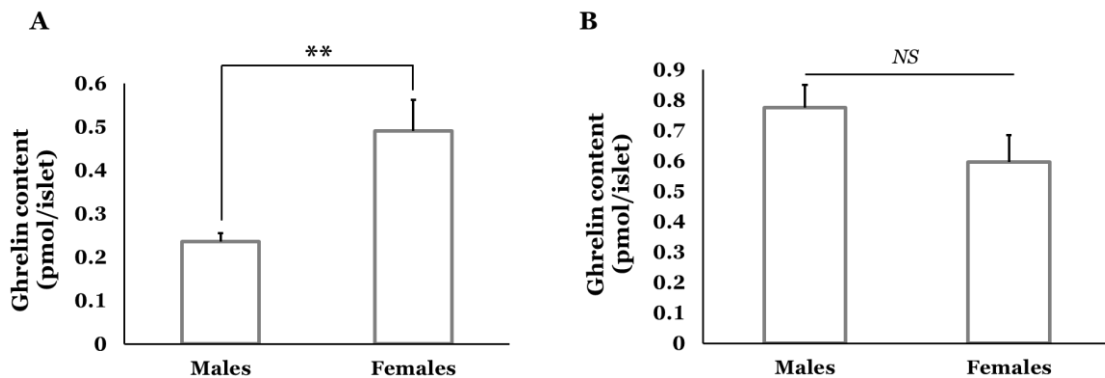 A
**
0.6
0.5
0.4
0.3
0.2
0.1
0
Ghrelin content
(pmol/islet)
Males
Females
B
NS
0.9
0.8
0.7
0.6
0.5
0.4
0.3
0.2
0.1
0
Ghrelin content
(pmol/islet)
Males
Females